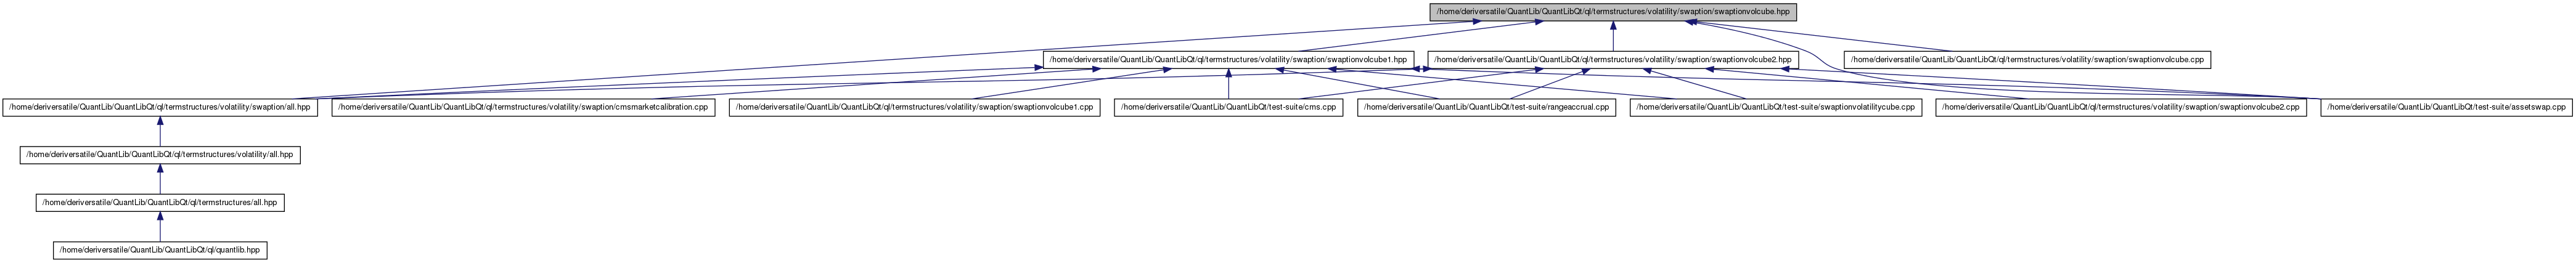 /home/deriversatile/QuantLib/QuantLibQt/ql/termstructures/volatility/swaption/swaptionvolcube.hpp
/home/deriversatile/QuantLib/QuantLibQt/ql/termstructures/volatility/swaption/swaptionvolcube1.hpp
/home/deriversatile/QuantLib/QuantLibQt/ql/termstructures/volatility/swaption/swaptionvolcube2.hpp
/home/deriversatile/QuantLib/QuantLibQt/ql/termstructures/volatility/swaption/swaptionvolcube.cpp
/home/deriversatile/QuantLib/QuantLibQt/ql/termstructures/volatility/swaption/all.hpp
/home/deriversatile/QuantLib/QuantLibQt/ql/termstructures/volatility/swaption/cmsmarketcalibration.cpp
/home/deriversatile/QuantLib/QuantLibQt/ql/termstructures/volatility/swaption/swaptionvolcube1.cpp
/home/deriversatile/QuantLib/QuantLibQt/test-suite/cms.cpp
/home/deriversatile/QuantLib/QuantLibQt/test-suite/rangeaccrual.cpp
/home/deriversatile/QuantLib/QuantLibQt/test-suite/swaptionvolatilitycube.cpp
/home/deriversatile/QuantLib/QuantLibQt/ql/termstructures/volatility/swaption/swaptionvolcube2.cpp
/home/deriversatile/QuantLib/QuantLibQt/test-suite/assetswap.cpp
/home/deriversatile/QuantLib/QuantLibQt/ql/termstructures/volatility/all.hpp
/home/deriversatile/QuantLib/QuantLibQt/ql/termstructures/all.hpp
/home/deriversatile/QuantLib/QuantLibQt/ql/quantlib.hpp